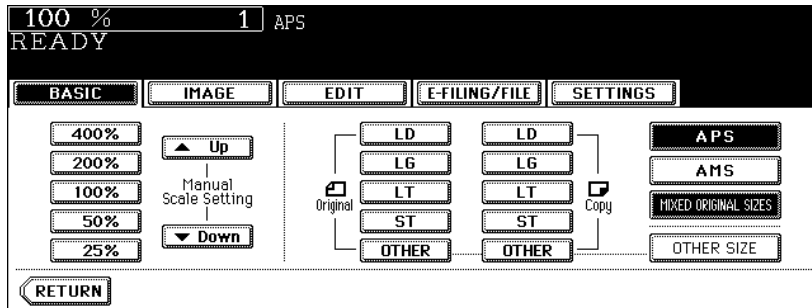 100 % 1 APS
READY
BASIC IMAGE EDIT E-FILING/FILE SETTINGS
400% Up LD LD APS
200% LG LG AMS
100% Manual Scale Setting Original LT LT Copy MIXED ORIGINAL SIZES
50% ST ST
25% Down OTHER OTHER OTHER SIZE
RETURN